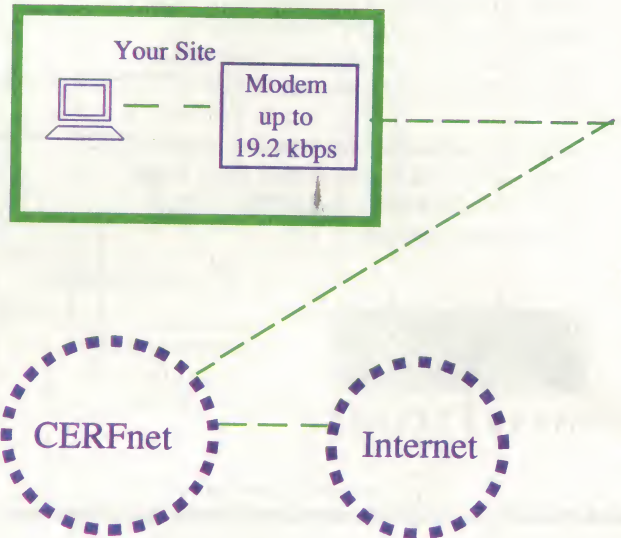 Your Site
Modem
up to
19.2 kbps
CERFnet
Internet